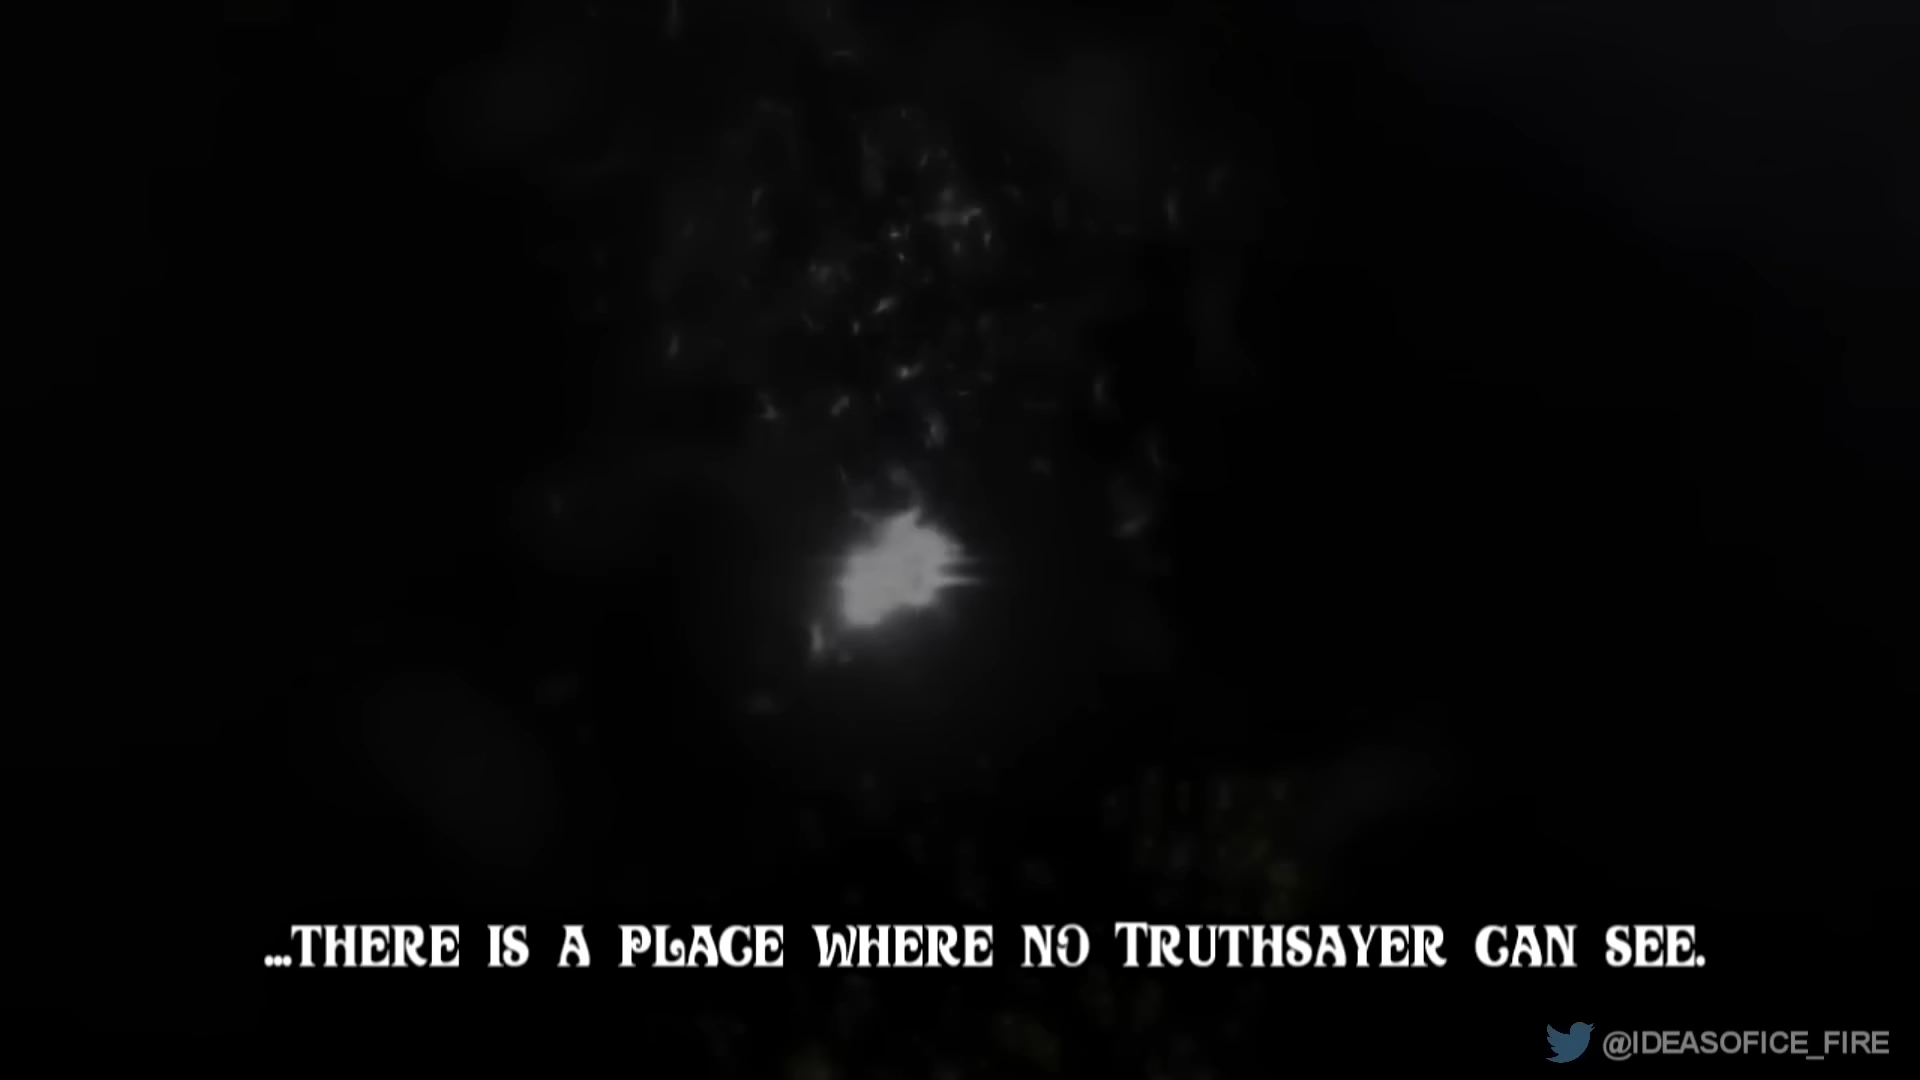 ...THERE IS A PLACE WHERE NO TRUTHSAYER CAN SEE.
@IDEASOFICE_FIRE